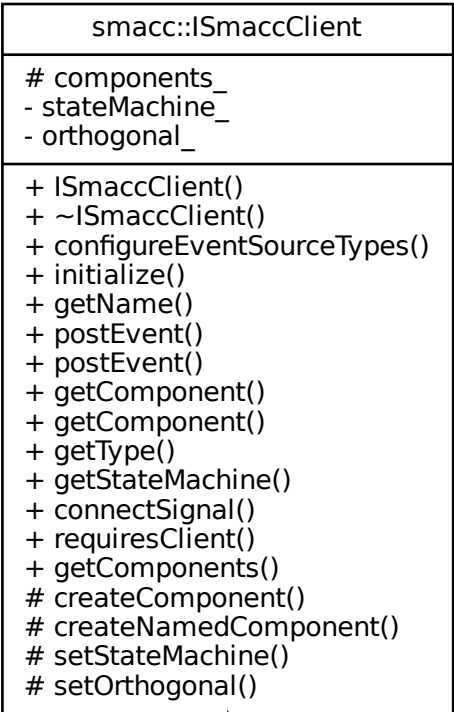 smacc::ISmaccClient
# components_
- stateMachine_
- orthogonal_
+ ISmaccClient()
+ ~ISmaccClient()
+ configureEventSourceTypes()
+ initialize()
+ getName()
+ postEvent()
+ postEvent()
+ getComponent()
+ getComponent()
+ getType()
+ getStateMachine()
+ connectSignal()
+ requiresClient()
+ getComponents()
# createComponent()
# createNamedComponent()
# setStateMachine()
# setOrthogonal()